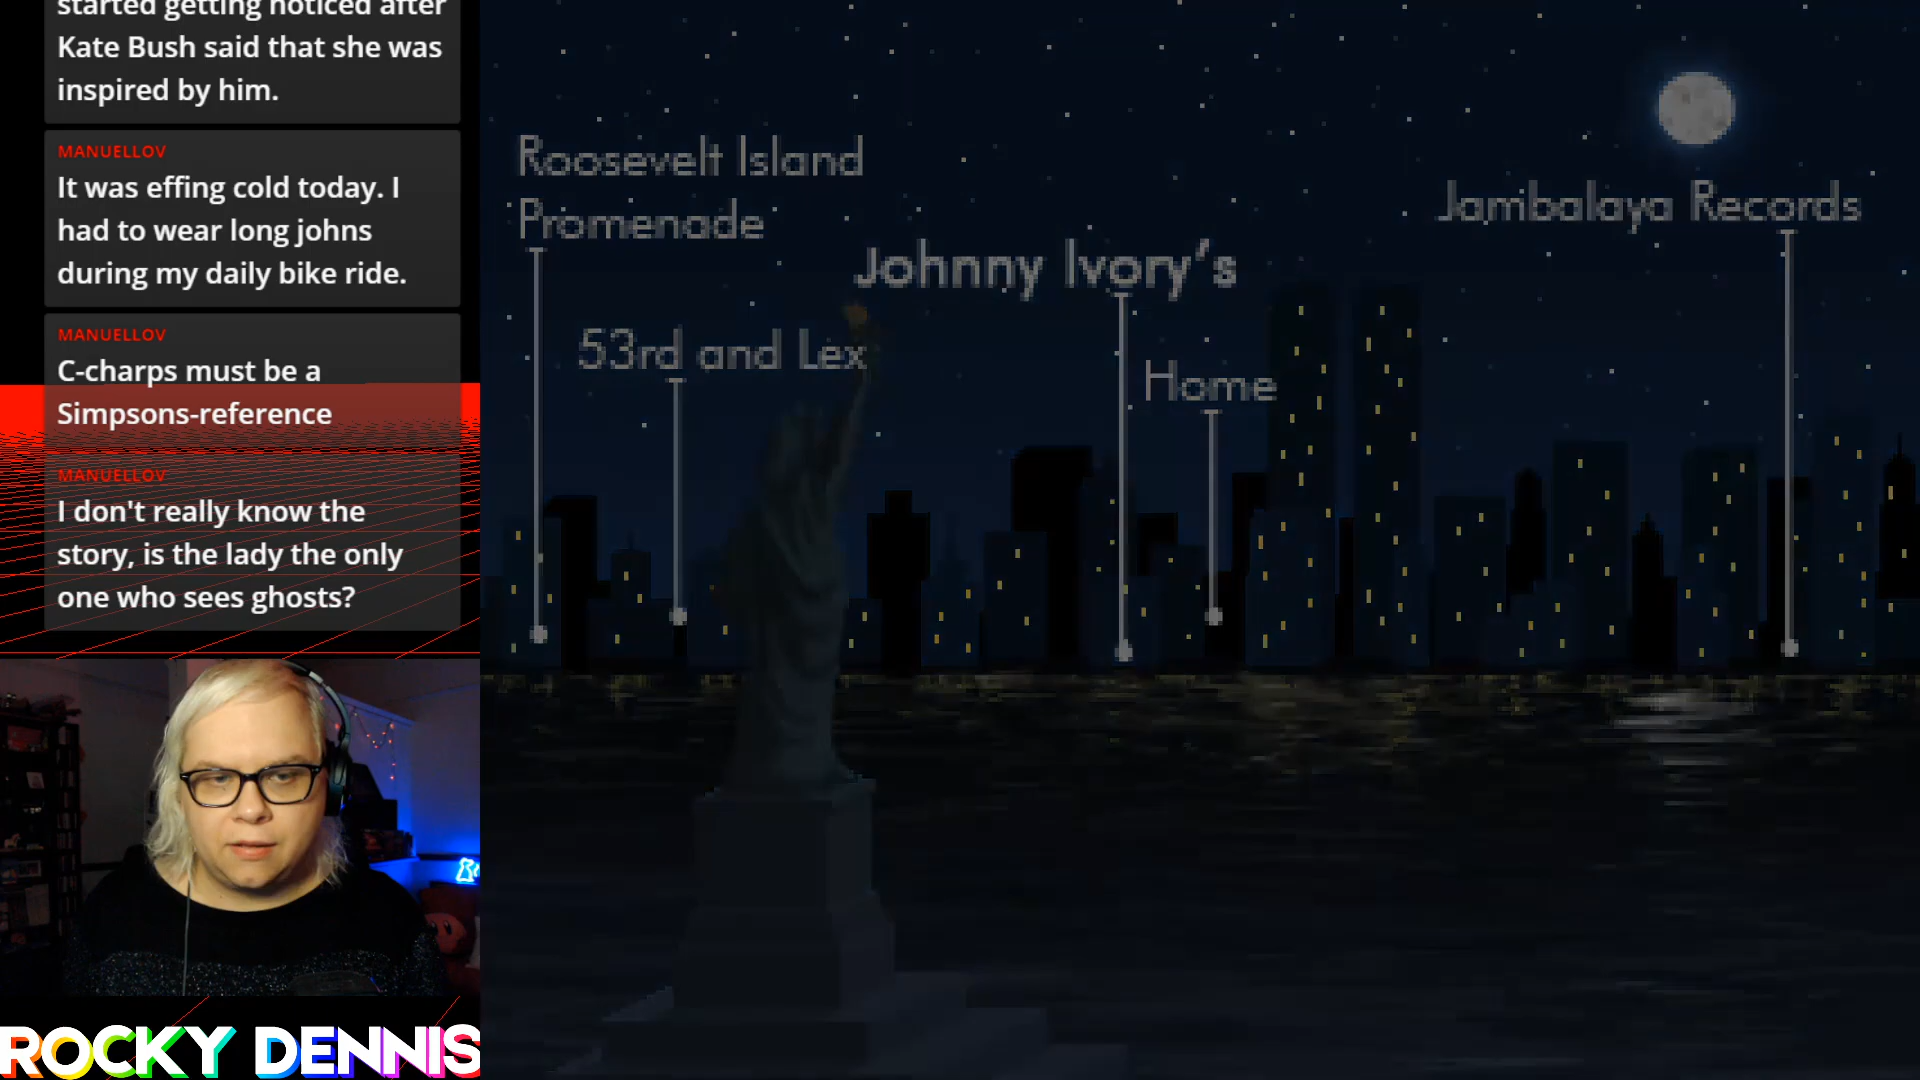 started getting noticed after
Kate Bush said that she was
inspired by him.
MANUELLOV
It was effing cold today. I
had to wear long johns
during my daily bike ride.
MANUELLOV
C-charps must be a
Simpsons-reference
MANUELLOV
I don't really know the
story, is the lady the only
one who sees ghosts?
ROCKY DENNIS
Roosevelt Island
Promenade
Johnny Ivory's
Jambalaya Records
53rd and Lex
Home